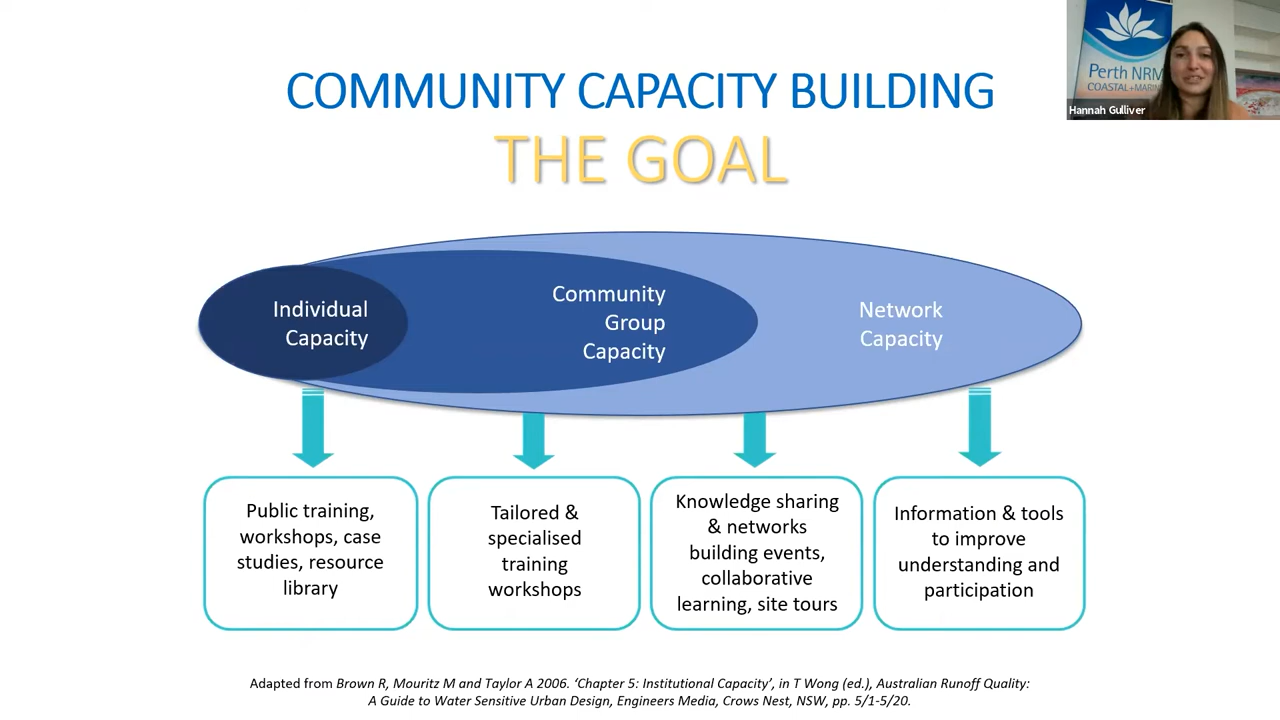 COMMUNITY CAPACITY BUILDING
THE GOAL
Perth NRM
COASTAL+MARIN
Hannah Gulliver
Individual
Capacity
Community
Group
Capacity
Network
Capacity
Public training,
workshops, case
studies, resource
library
Tailored &
specialised
training
workshops
Knowledge sharing
& networks
building events,
collaborative
learning, site tours
Information & tools
to improve
understanding and
participation
Adapted from Brown R, Mouritz M and Taylor A 2006. ‘Chapter 5: Institutional Capacity’, in T Wong (ed.), Australian Runoff Quality:
A Guide to Water Sensitive Urban Design, Engineers Media, Crows Nest, NSW, pp. 5/1-5/20.